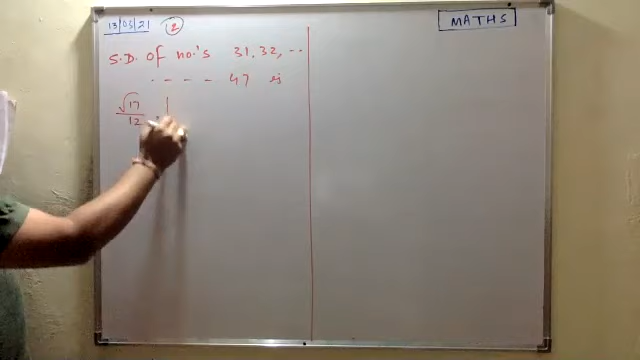 13/05/21 2 MATHS
S.D. of no.'s 31, 32, --
- - - - 47 is
√17
12